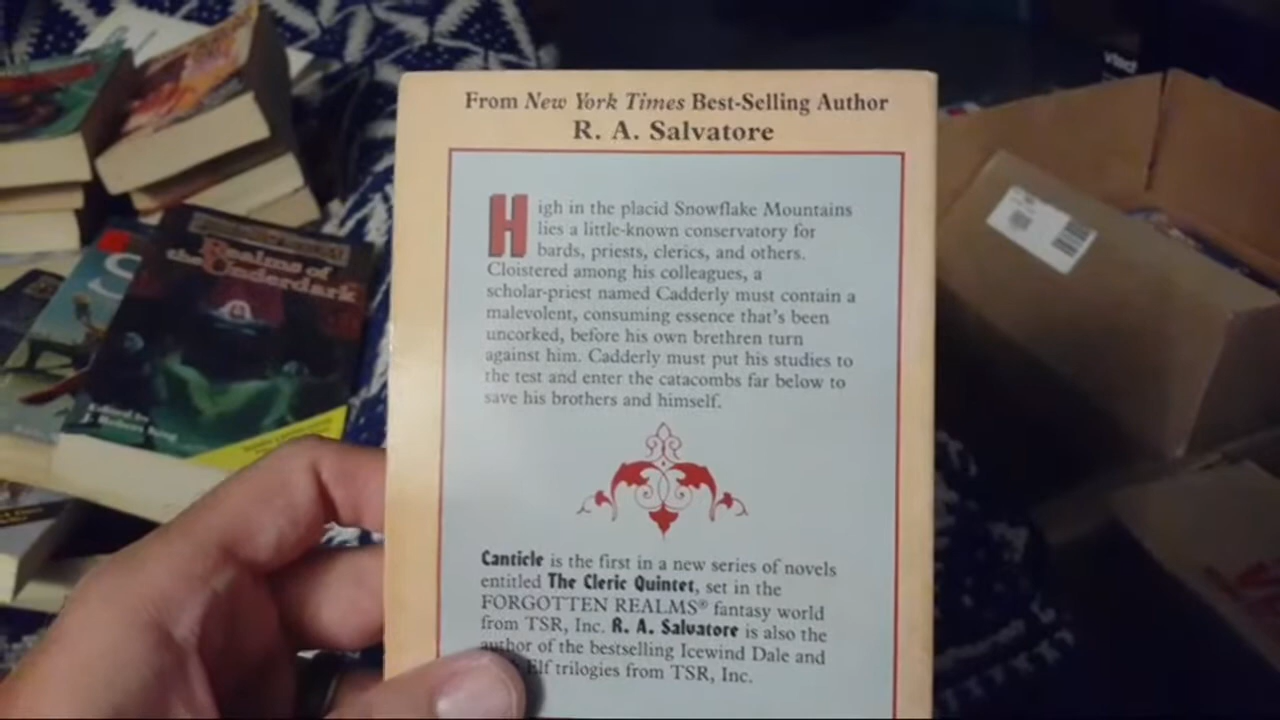 From New York Times Best-Selling Author
R. A. Salvatore
High in the placid Snowflake Mountains
lies a little-known conservatory for
bards, priests, clerics, and others.
Cloistered among his colleagues, a
scholar-priest named Cadderly must contain a
malevolent, consuming essence that's been
uncorked, before his own brethren turn
against him. Cadderly must put his studies to
the test and enter the catacombs far below to
save his brothers and himself.
Canticle is the first in a new series of novels
entitled The Cleric Quintet, set in the
FORGOTTEN REALMS® fantasy world
from TSR, Inc. R. A. Salvatore is also the
author of the bestselling Icewind Dale and
Elf trilogies from TSR, Inc.
Realms of
the Underdark